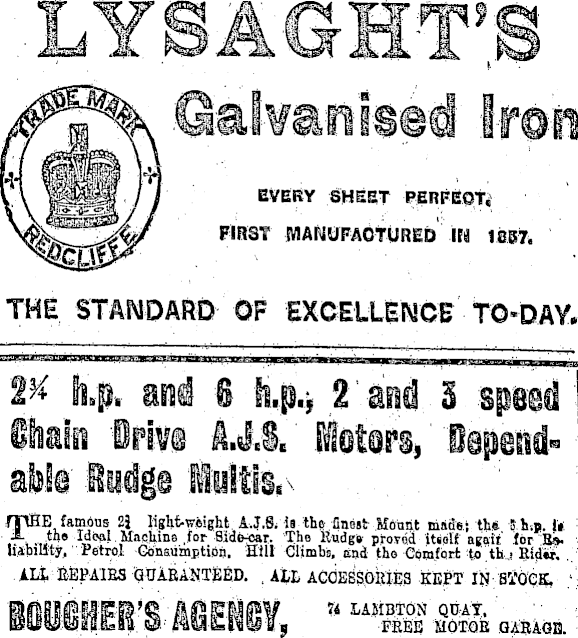 LYSAGHT'S
TRADE MARK
REDCLIFFE
Galvanised Iron
EVERY SHEET PERFECT.
FIRST MANUFACTURED IN 1857.
THE STANDARD OF EXCELLENCE TO-DAY.
2¾ h.p. and 6 h.p., 2 and 3 speed
Chain Drive A.J.S. Motors, Depend-
able Rudge Multis.
THE famous 2¾ light-weight A.J.S. is the finest Mount made; the h.p. is
the Ideal Machine for Side-car. The Rudge proved itself again for Re-
liability, Petrol Consumption, Hill Climbs, and the Comfort to the Rider.
ALL REPAIRS GUARANTEED. ALL ACCESSORIES KEPT IN STOCK.
BOUCHER'S AGENCY,
74 LAMBTON QUAY,
FREE MOTOR GARAGE.